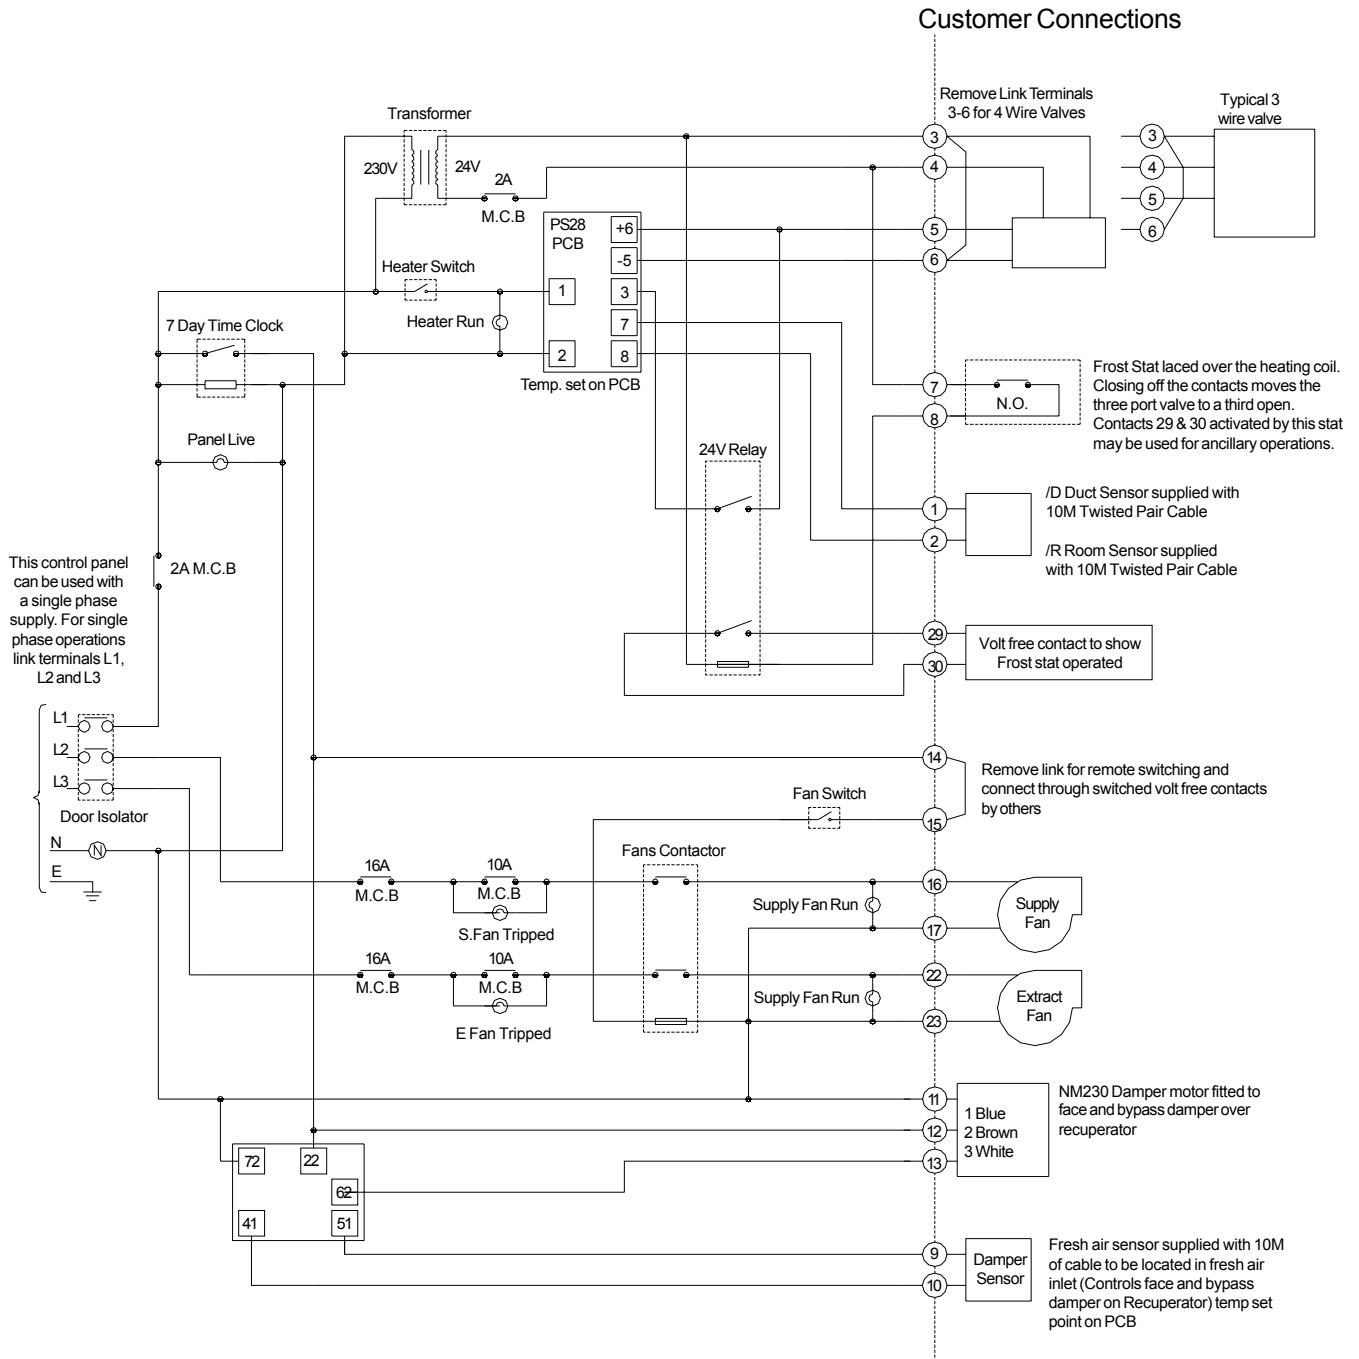 Customer Connections
Remove Link Terminals
3-6 for 4 Wire Valves
Typical 3
wire valve
Transformer
230V
24V
2A
M.C.B
3
4
5
6
3
4
5
6
PS28
PCB
+6
-5
1
3
7
2
8
Temp. set on PCB
Heater Switch
Heater Run
7 Day Time Clock
Panel Live
2A M.C.B
7
8
N.O.
Frost Stat laced over the heating coil.
Closing off the contacts moves the
three port valve to a third open.
Contacts 29 & 30 activated by this stat
may be used for ancillary operations.
24V Relay
1
2
/D Duct Sensor supplied with
10M Twisted Pair Cable
/R Room Sensor supplied
with 10M Twisted Pair Cable
This control panel
can be used with
a single phase
supply. For single
phase operations
link terminals L1,
L2 and L3
29
30
Volt free contact to show
Frost stat operated
L1
L2
L3
Door Isolator
N
N
E
14
15
Remove link for remote switching and
connect through switched volt free contacts
by others
Fan Switch
Fans Contactor
16A
M.C.B
10A
M.C.B
S.Fan Tripped
Supply Fan Run
16
17
Supply
Fan
16A
M.C.B
10A
M.C.B
E Fan Tripped
Supply Fan Run
22
23
Extract
Fan
11
12
13
1 Blue
2 Brown
3 White
NM230 Damper motor fitted to
face and bypass damper over
recuperator
72
22
62
41
51
9
10
Damper
Sensor
Fresh air sensor supplied with 10M
of cable to be located in fresh air
inlet (Controls face and bypass
damper on Recuperator) temp set
point on PCB